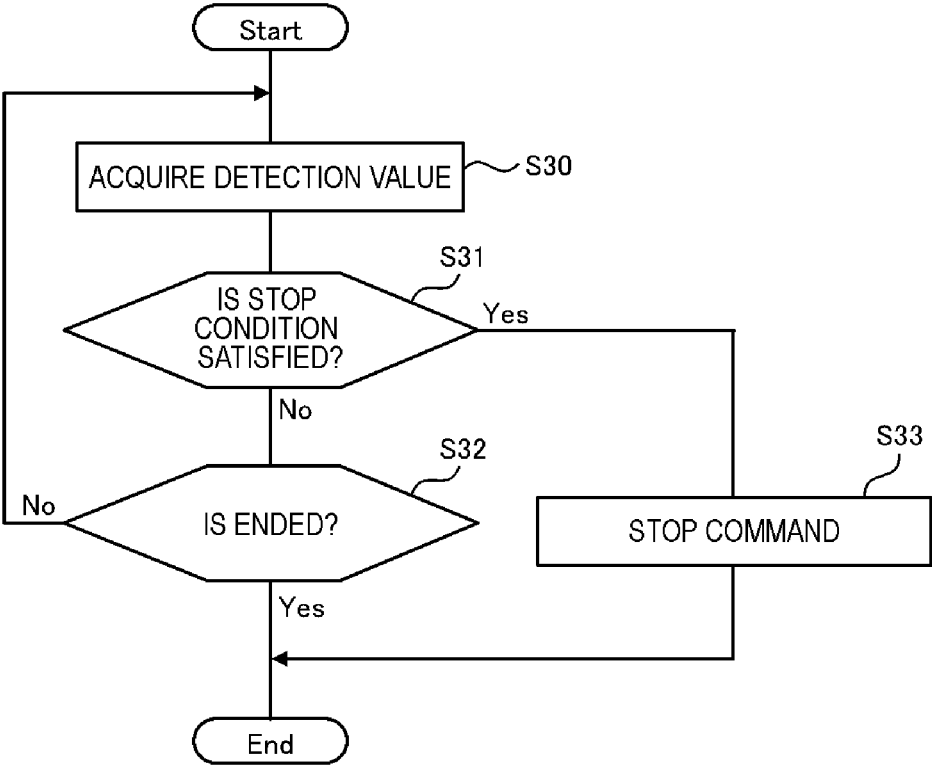 Start
ACQUIRE DETECTION VALUE
S30
S31
IS STOP
CONDITION
SATISFIED?
Yes
No
S32
S33
No
IS ENDED?
STOP COMMAND
Yes
End